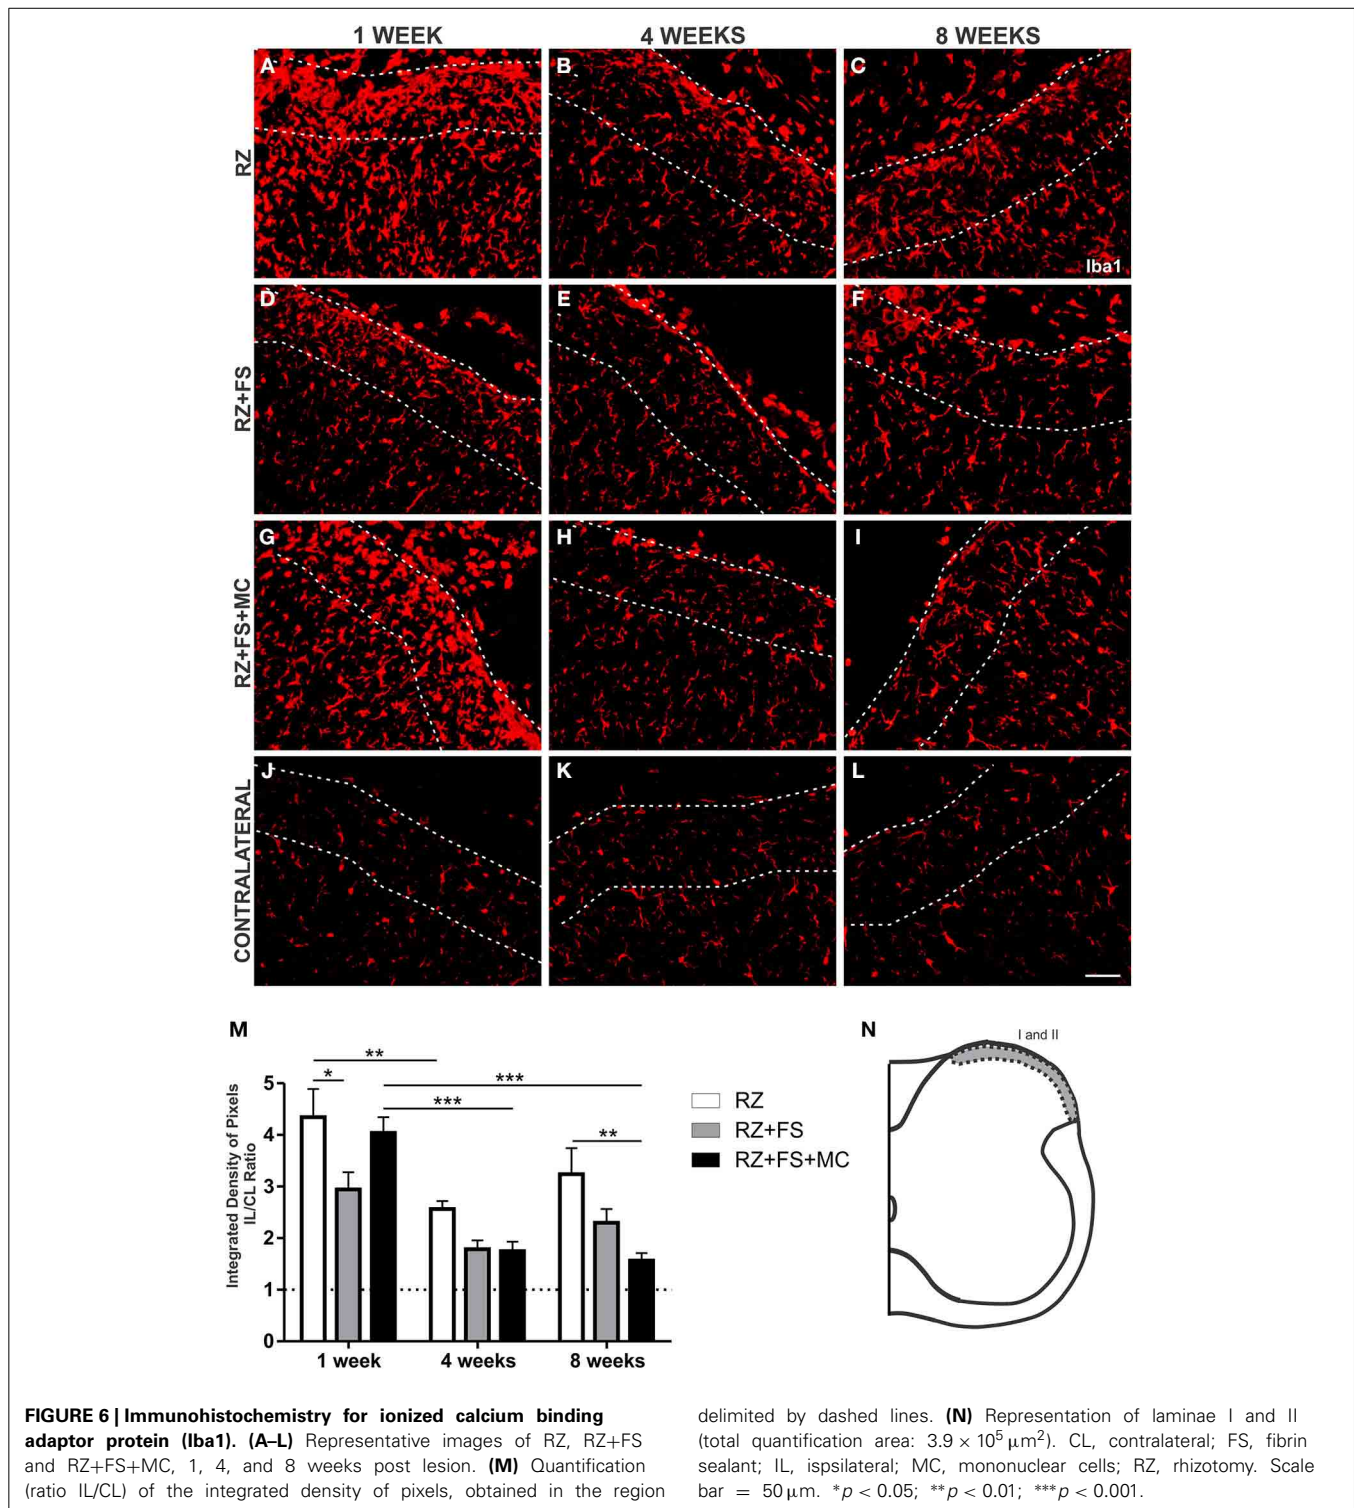 1 WEEK 4 WEEKS 8 WEEKS
RZ
A
B
C
Iba1
RZ+FS
D
E
F
RZ+FS+MC
G
H
I
CONTRALATERAL
J
K
L
M
Integrated Density of Pixels
IL/CL Ratio
5
4
3
2
1
0
**
*
***
***
**
1 week 4 weeks 8 weeks
RZ
RZ+FS
RZ+FS+MC
N
I and II
FIGURE 6 | Immunohistochemistry for ionized calcium binding
adaptor protein (Iba1). (A–L) Representative images of RZ, RZ+FS
and RZ+FS+MC, 1, 4, and 8 weeks post lesion. (M) Quantification
(ratio IL/CL) of the integrated density of pixels, obtained in the region
delimited by dashed lines. (N) Representation of laminae I and II
(total quantification area: 3.9 × 10⁵ μm²). CL, contralateral; FS, fibrin
sealant; IL, ispsilateral; MC, mononuclear cells; RZ, rhizotomy. Scale
bar = 50 μm. *p < 0.05; **p < 0.01; ***p < 0.001.